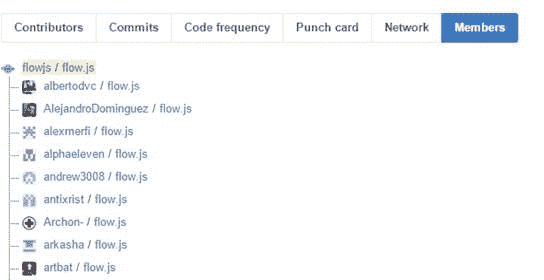 Contributors Commits Code frequency Punch card Network Members
flowjs / flow.js
albertodvc / flow.js
AlejandroDominguez / flow.js
alexmerfi / flow.js
alphaeleven / flow.js
andrew3008 / flow.js
antixrist / flow.js
Archon- / flow.js
arkasha / flow.js
artbat / flow.js